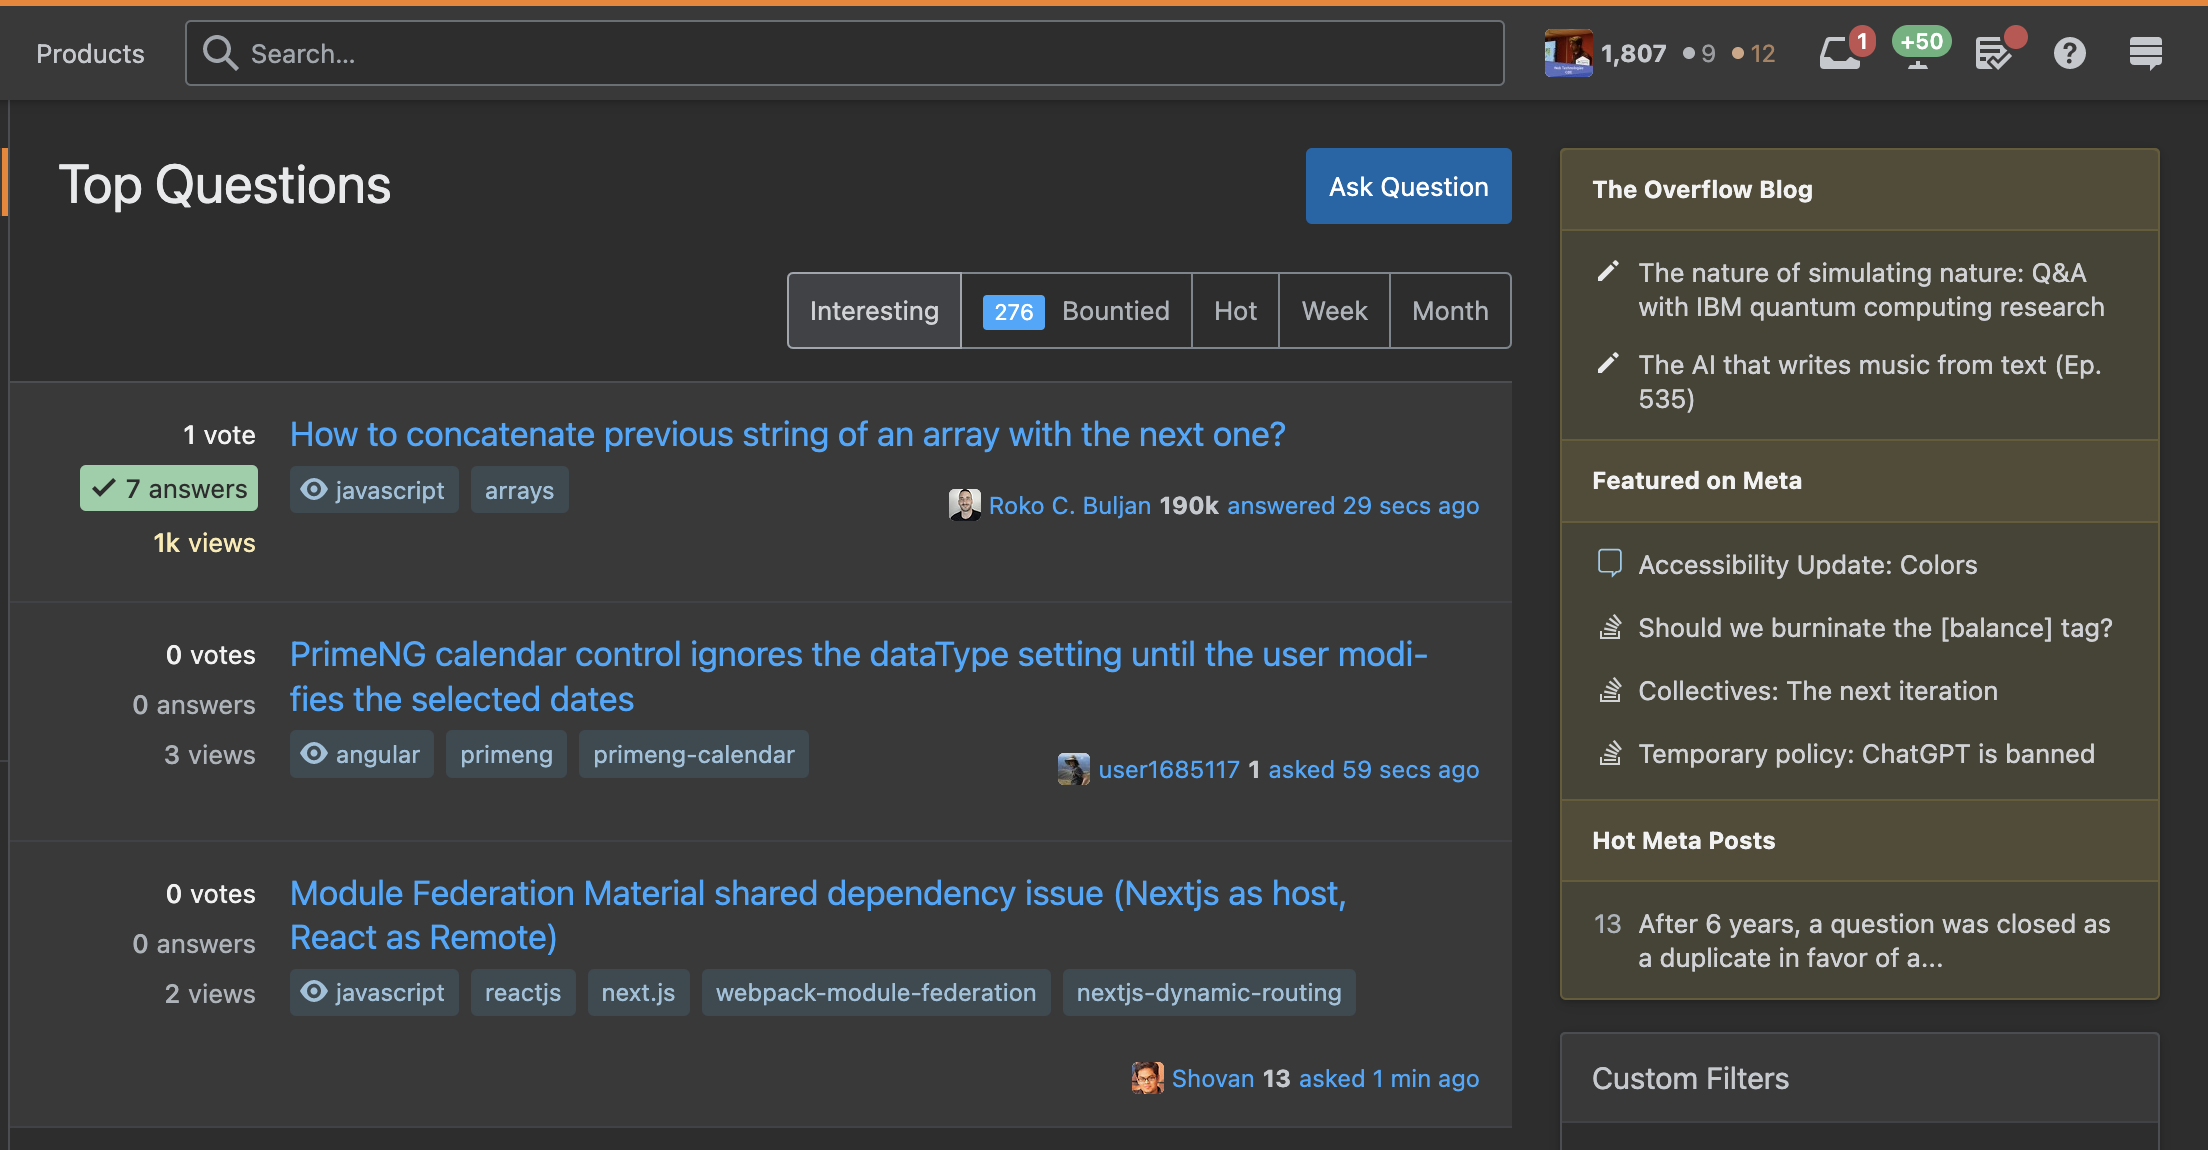 Products
Search...
1,807 9 12
1
+50
Top Questions
Ask Question
Interesting
276 Bountied
Hot
Week
Month
1 vote
7 answers
1k views
How to concatenate previous string of an array with the next one?
javascript arrays
Roko C. Buljan 190k answered 29 secs ago
0 votes
0 answers
3 views
PrimeNG calendar control ignores the dataType setting until the user modi-
fies the selected dates
angular primeng primeng-calendar
user1685117 1 asked 59 secs ago
0 votes
0 answers
2 views
Module Federation Material shared dependency issue (Nextjs as host,
React as Remote)
javascript reactjs next.js webpack-module-federation nextjs-dynamic-routing
Shovan 13 asked 1 min ago
The Overflow Blog
The nature of simulating nature: Q&A
with IBM quantum computing research
The AI that writes music from text (Ep.
535)
Featured on Meta
Accessibility Update: Colors
Should we burninate the [balance] tag?
Collectives: The next iteration
Temporary policy: ChatGPT is banned
Hot Meta Posts
13 After 6 years, a question was closed as
a duplicate in favor of a...
Custom Filters